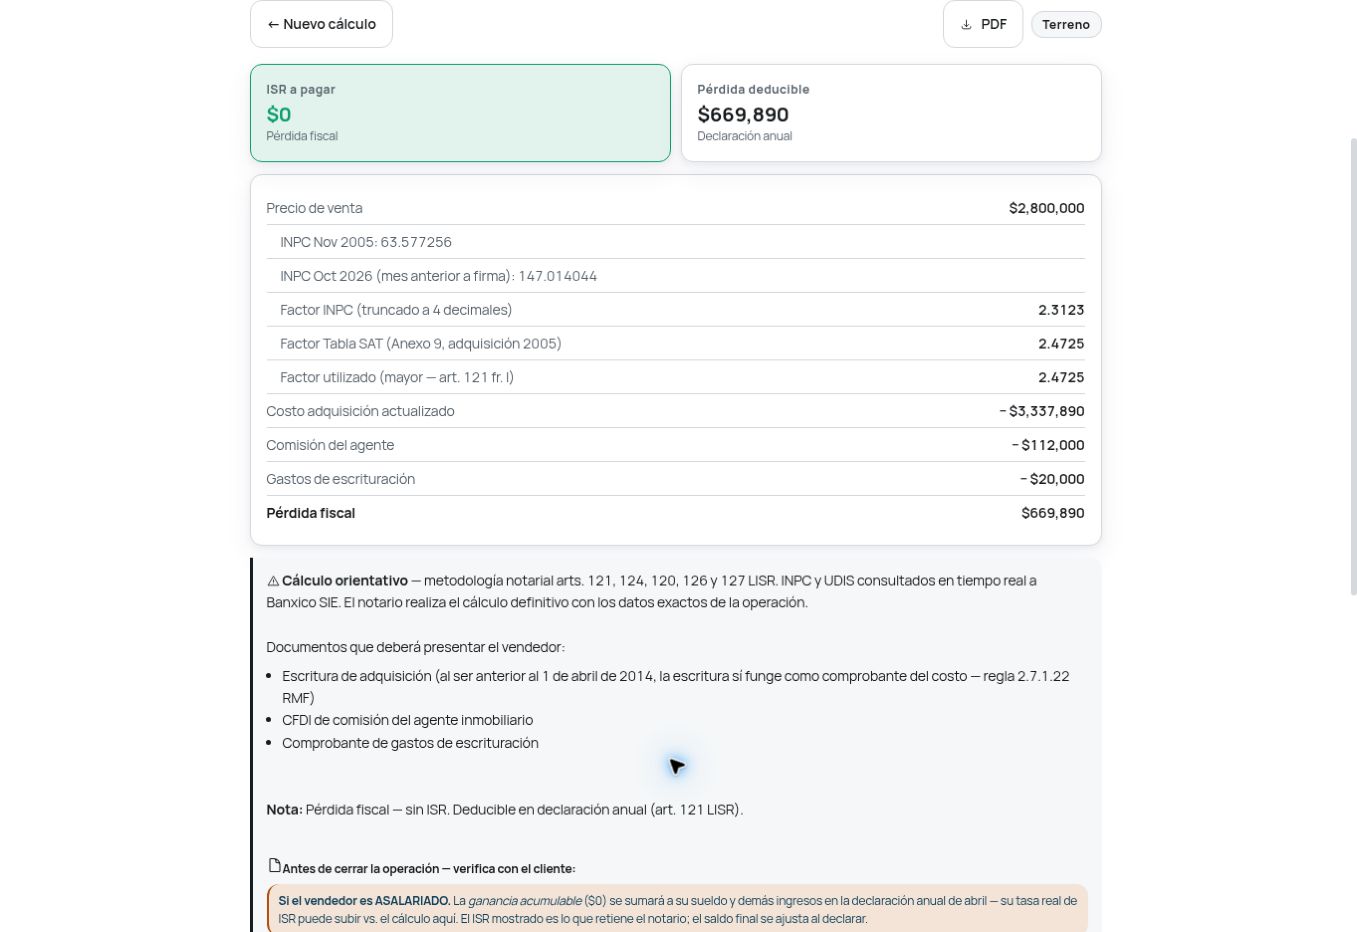 ← Nuevo cálculo
PDF
Terreno
ISR a pagar
$0
Pérdida fiscal
Pérdida deducible
$669,890
Declaración anual
Precio de venta $2,800,000
INPC Nov 2005: 63.577256
INPC Oct 2026 (mes anterior a firma): 147.014044
Factor INPC (truncado a 4 decimales) 2.3123
Factor Tabla SAT (Anexo 9, adquisición 2005) 2.4725
Factor utilizado (mayor — art. 121 fr. I) 2.4725
Costo adquisición actualizado − $3,337,890
Comisión del agente − $112,000
Gastos de escrituración − $20,000
Pérdida fiscal $669,890
⚠ Cálculo orientativo — metodología notarial arts. 121, 124, 120, 126 y 127 LISR. INPC y UDIS consultados en tiempo real a
Banxico SIE. El notario realiza el cálculo definitivo con los datos exactos de la operación.
Documentos que deberá presentar el vendedor:
• Escritura de adquisición (al ser anterior al 1 de abril de 2014, la escritura sí funge como comprobante del costo — regla 2.7.1.22
RMF)
• CFDI de comisión del agente inmobiliario
• Comprobante de gastos de escrituración
Nota: Pérdida fiscal — sin ISR. Deducible en declaración anual (art. 121 LISR).
Antes de cerrar la operación — verifica con el cliente:
Si el vendedor es ASALARIADO. La ganancia acumulable ($0) se sumará a su sueldo y demás ingresos en la declaración anual de abril — su tasa real de
ISR puede subir vs. el cálculo aquí. El ISR mostrado es lo que retiene el notario; el saldo final se ajusta al declarar.